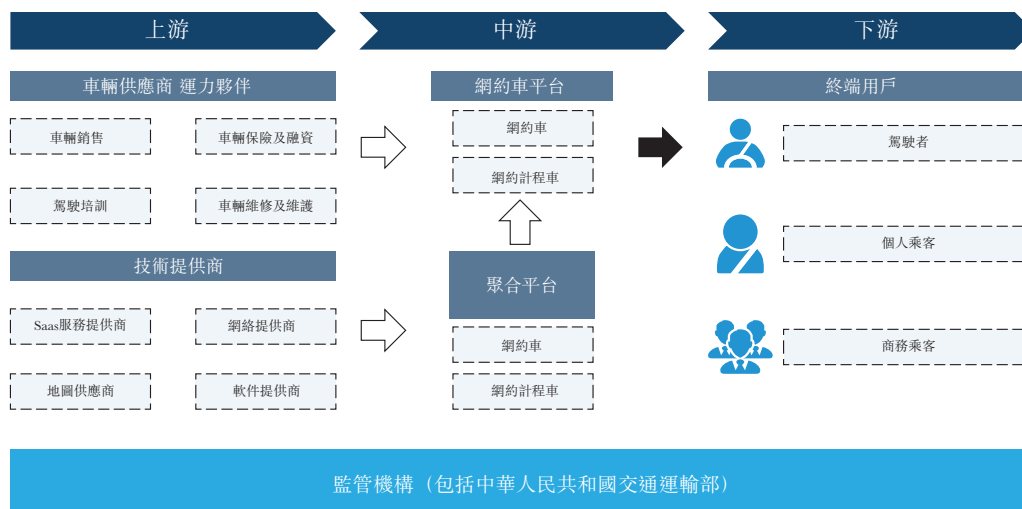 上游
中游
下游
車輛供應商 運力夥伴
網約車平台
終端用戶
車輛銷售
車輛保險及融資
網約車
駕駛者
駕駛培訓
車輛維修及維護
網約計程車
個人乘客
技術提供商
聚合平台
Saas服務提供商
網絡提供商
網約車
商務乘客
地圖供應商
軟件提供商
網約計程車
監管機構（包括中華人民共和國交通運輸部）